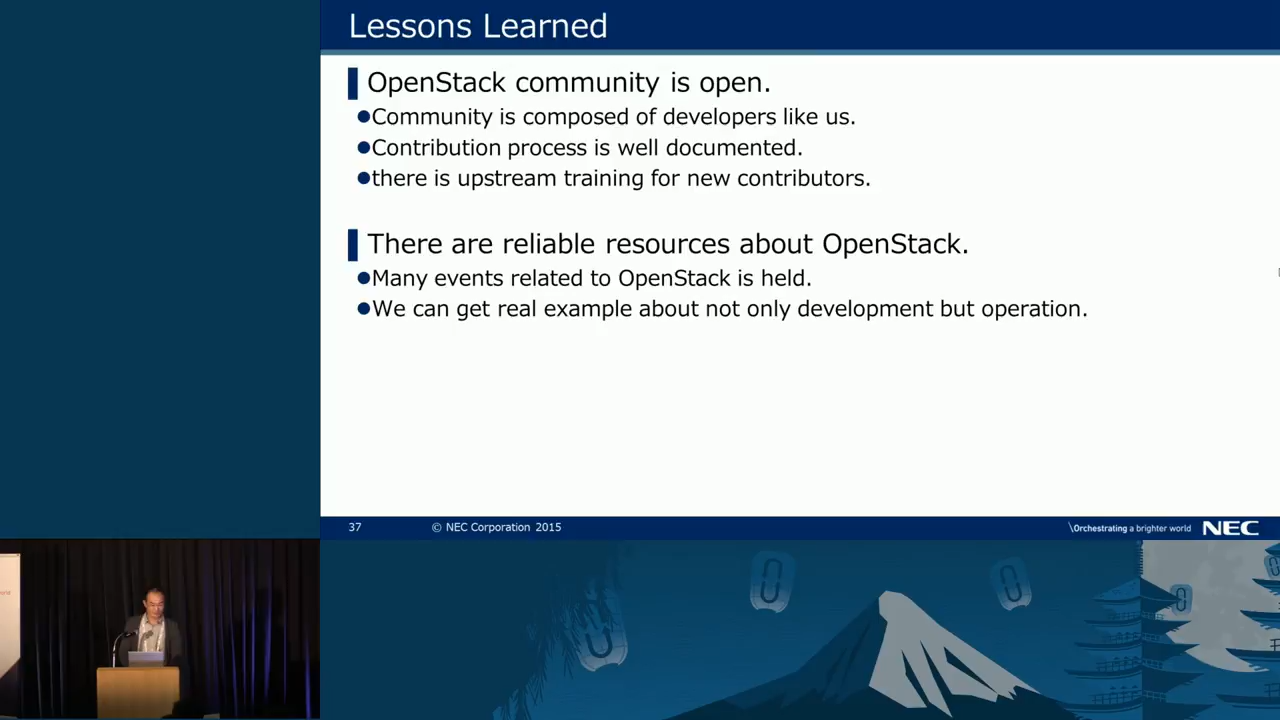 Lessons Learned
OpenStack community is open.
●Community is composed of developers like us.
●Contribution process is well documented.
●there is upstream training for new contributors.
There are reliable resources about OpenStack.
●Many events related to OpenStack is held.
●We can get real example about not only development but operation.
37 © NEC Corporation 2015 \Orchestrating a brighter world NEC